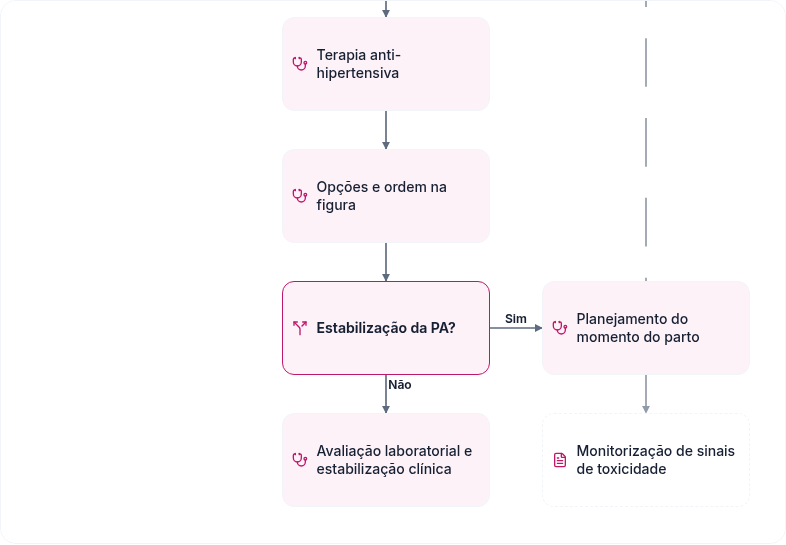 Terapia anti-
hipertensiva
Opções e ordem na
figura
Estabilização da PA?
Sim
Planejamento do
momento do parto
Não
Avaliação laboratorial e
estabilização clínica
Monitorização de sinais
de toxicidade